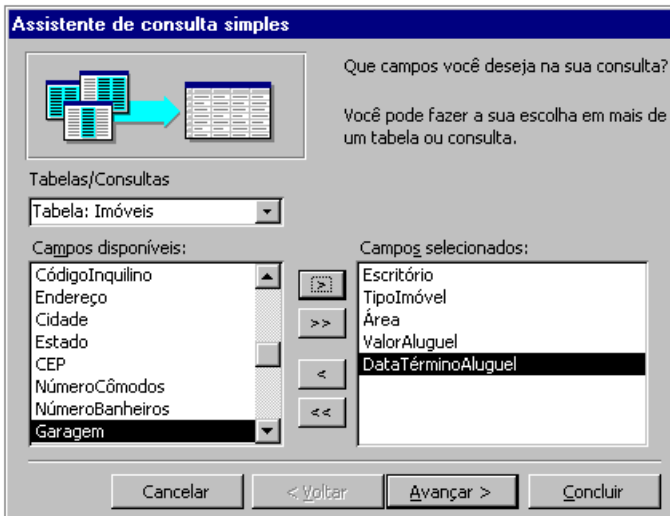 Assistente de consulta simples
Que campos você deseja na sua consulta?
Você pode fazer a sua escolha em mais de
um tabela ou consulta.
Tabelas/Consultas
Tabela: Imóveis
Campos disponíveis:
CódigoInquilino
Endereço
Cidade
Estado
CEP
NúmeroCômodos
NúmeroBanheiros
Garagem
>
>>
<
<<
Campos selecionados:
Escritório
TipoImóvel
Área
ValorAluguel
DataTérminoAluguel
Cancelar
< Voltar
Avançar >
Concluir